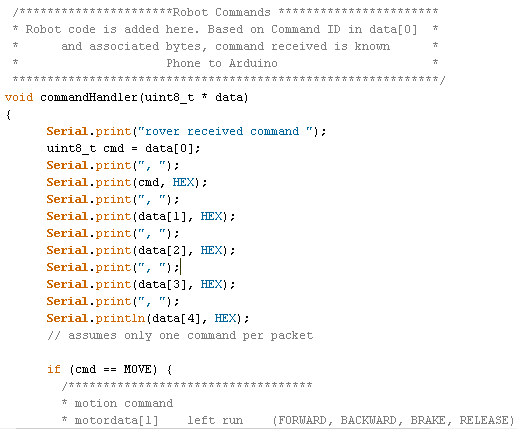 /***********************Robot Commands ************************
* Robot code is added here. Based on Command ID in data[0]  *
*      and associated bytes, command received is known      *
*                      Phone to Arduino                     *
****************************************************************/
void commandHandler(uint8_t * data)
{
Serial.print("rover received command ");
uint8_t cmd = data[0];
Serial.print(", ");
Serial.print(cmd, HEX);
Serial.print(", ");
Serial.print(data[1], HEX);
Serial.print(", ");
Serial.print(data[2], HEX);
Serial.print(", ");
Serial.print(data[3], HEX);
Serial.print(", ");
Serial.println(data[4], HEX);
// assumes only one command per packet
if (cmd == MOVE) {
/***********************************
* motion command
* motordata[1]    left run    (FORWARD, BACKWARD, BRAKE, RELEASE)